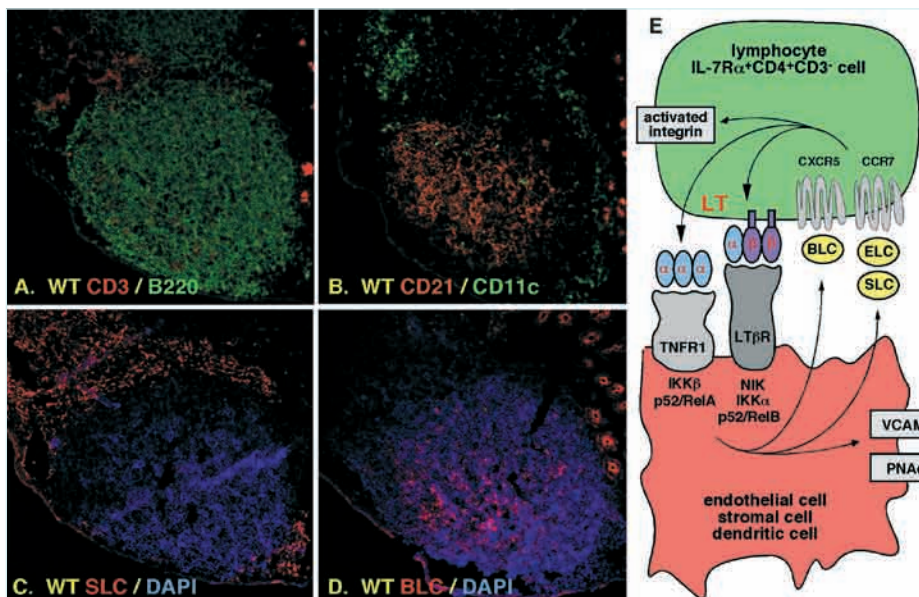 A. WT CD3 / B220
B. WT CD21 / CD11c
C. WT SLC / DAPI
D. WT BLC / DAPI
E
lymphocyte
IL-7Rα+CD4+CD3- cell
activated
integrin
CXCR5
CCR7
LT
α β β
BLC
ELC
α α α
SLC
TNFR1
LTβR
IKKβ
p52/RelA
NIK
IKKα
p52/RelB
VCAM
PNA
endothelial cell
stromal cell
dendritic cell